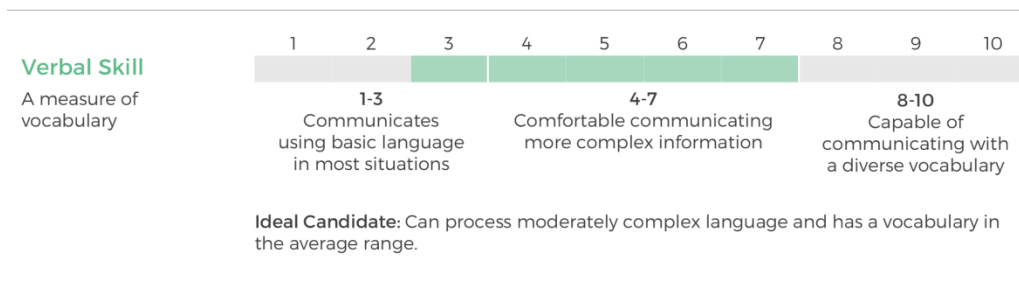 1 2 3 4 5 6 7 8 9 10
Verbal Skill
A measure of
vocabulary
1-3
Communicates
using basic language
in most situations
4-7
Comfortable communicating
more complex information
8-10
Capable of
communicating with
a diverse vocabulary
Ideal Candidate: Can process moderately complex language and has a vocabulary in
the average range.